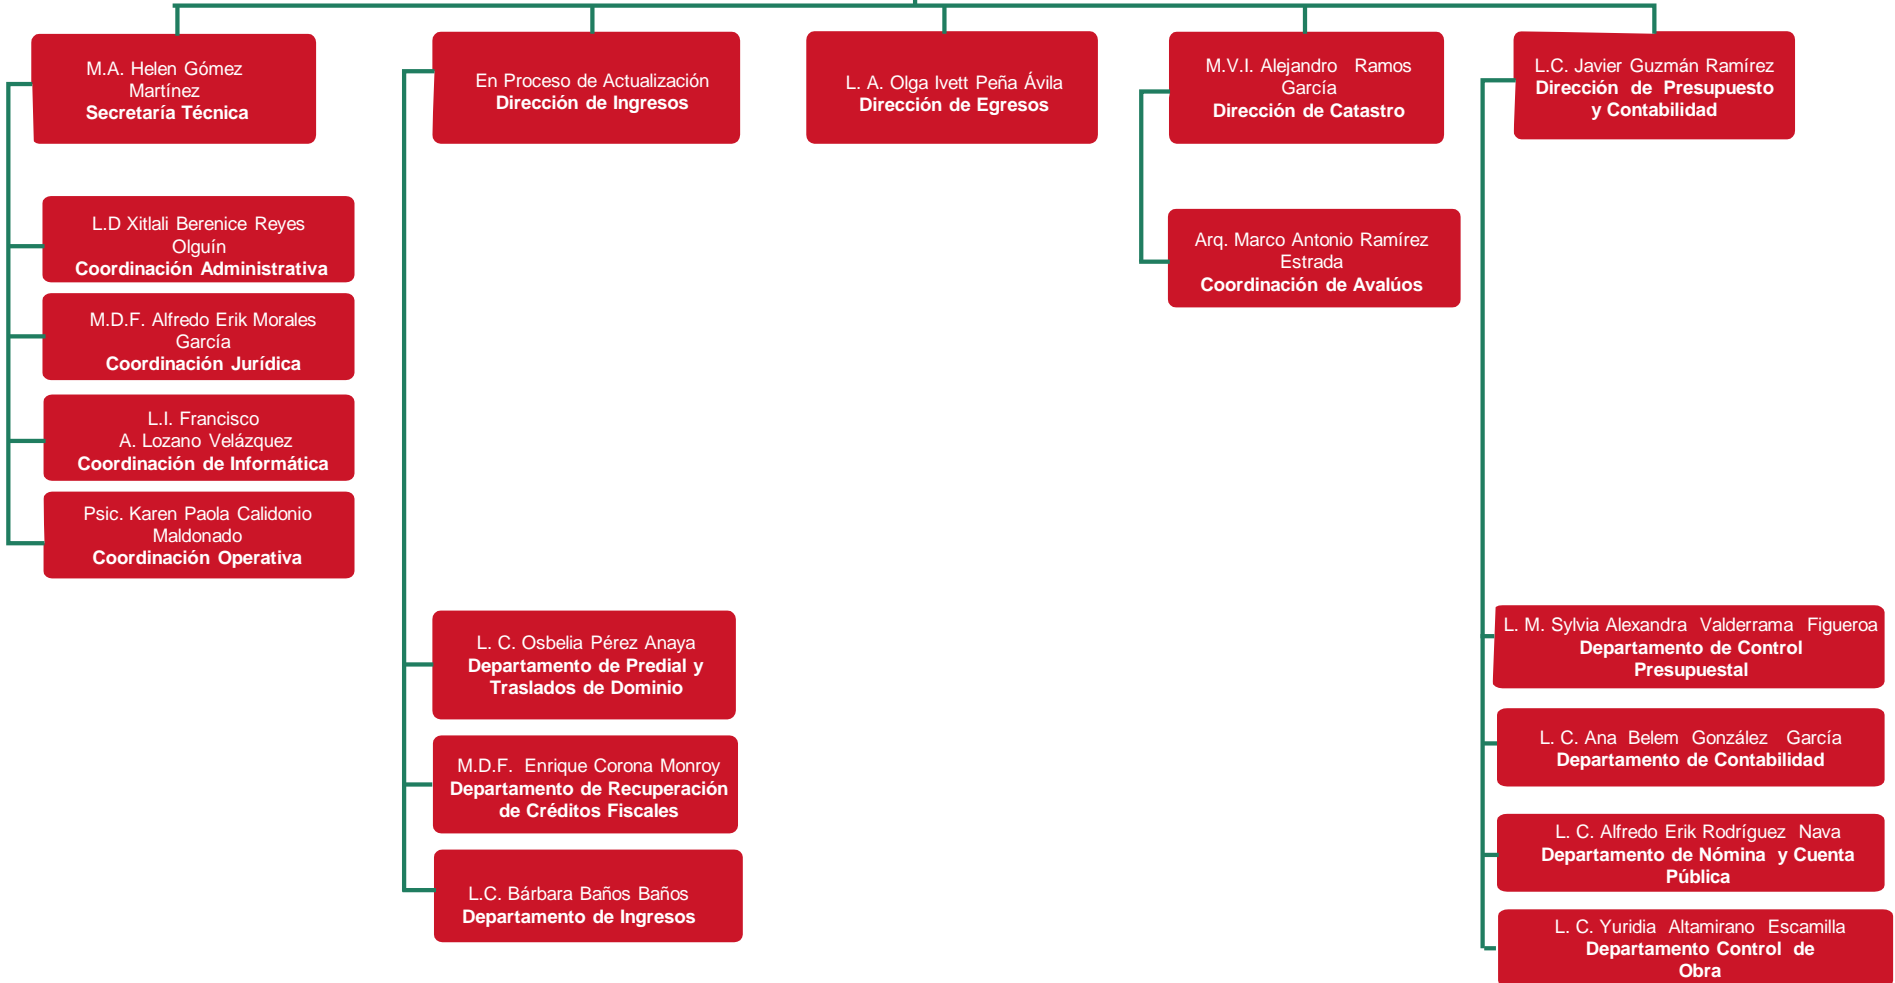 M.A. Helen Gómez
Martínez
Secretaría Técnica
En Proceso de Actualización
Dirección de Ingresos
L. A. Olga Ivett Peña Ávila
Dirección de Egresos
M.V.I. Alejandro Ramos
García
Dirección de Catastro
L.C. Javier Guzmán Ramírez
Dirección de Presupuesto
y Contabilidad
L.D Xitlali Berenice Reyes
Olguín
Coordinación Administrativa
M.D.F. Alfredo Erik Morales
García
Coordinación Jurídica
L.I. Francisco
A. Lozano Velázquez
Coordinación de Informática
Psic. Karen Paola Calidonio
Maldonado
Coordinación Operativa
L. C. Osbelia Pérez Anaya
Departamento de Predial y
Traslados de Dominio
M.D.F. Enrique Corona Monroy
Departamento de Recuperación
de Créditos Fiscales
L.C. Bárbara Baños Baños
Departamento de Ingresos
Arq. Marco Antonio Ramírez
Estrada
Coordinación de Avalúos
L. M. Sylvia Alexandra Valderrama Figueroa
Departamento de Control
Presupuestal
L. C. Ana Belem González García
Departamento de Contabilidad
L. C. Alfredo Erik Rodríguez Nava
Departamento de Nómina y Cuenta
Pública
L. C. Yuridia Altamirano Escamilla
Departamento Control de
Obra